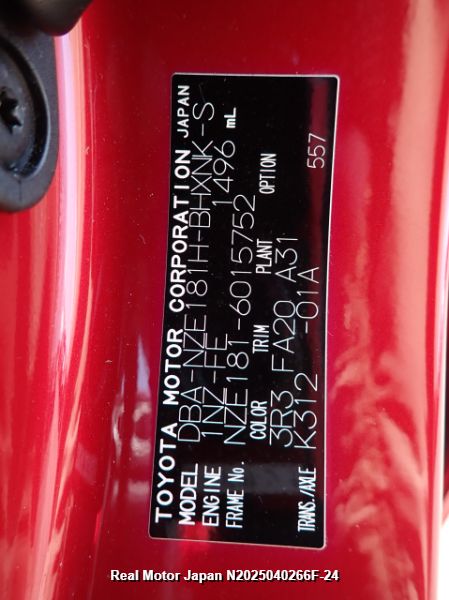 TOYOTA MOTOR CORPORATION JAPAN
MODEL DBA-NZE181H-BHXNK-S
ENGINE 1NZ-FE 1496 mL
FRAME No. NZE181-6015752
COLOR TRIM PLANT OPTION
3R3 FA20 A31
TRANS./AXLE K312 -01A 557
Real Motor Japan N2025040266F-24